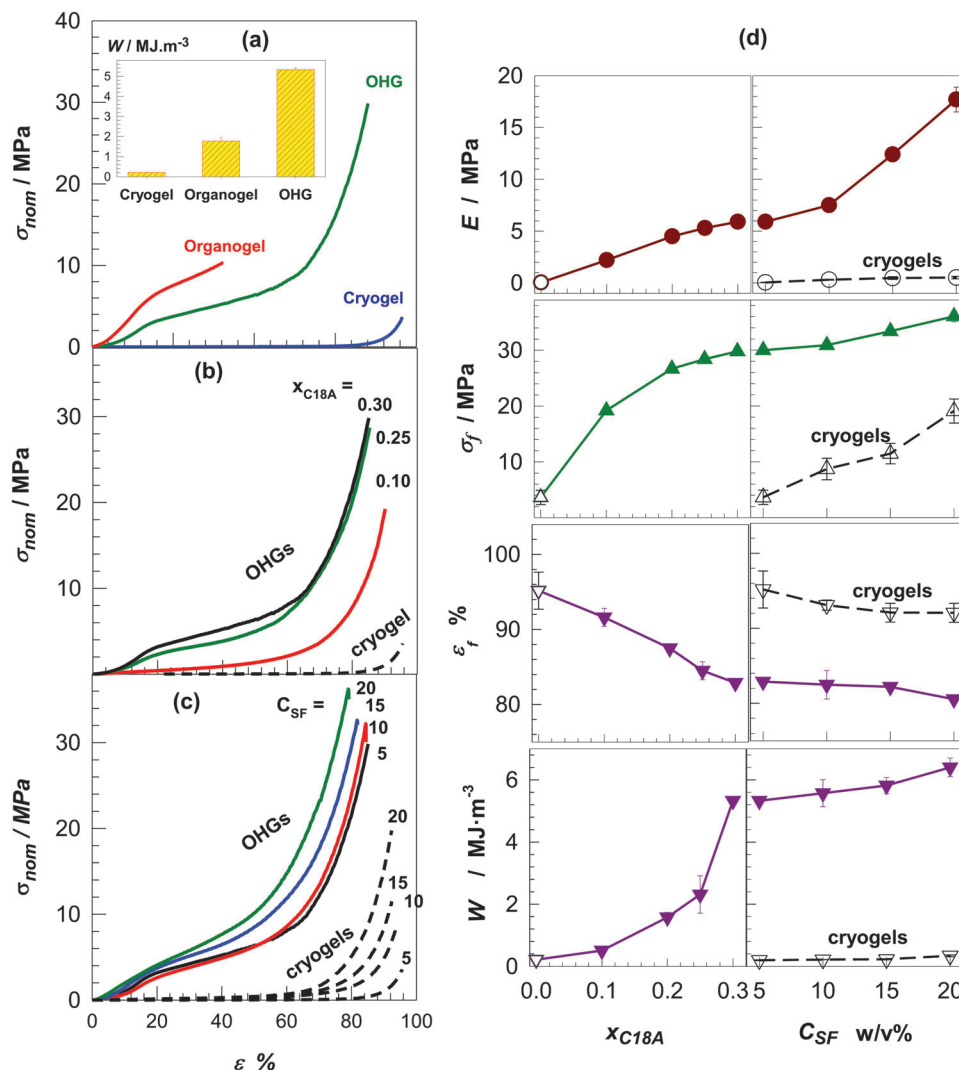 (a)
W / MJ.m-3
5
4
3
2
1
0
Cryogel Organogel OHG
OHG
Organogel
Cryogel
40
30
20
10
0
σnom / MPa
(b)
xC18A =
0.30
0.25
0.10
OHGs
cryogel
30
20
10
0
σnom / MPa
(c)
CSF =
20
15
10
5
OHGs
20
15
10
5
cryogels
30
20
10
0
σnom / MPa
0 20 40 60 80 100
ε %
(d)
20
15
10
5
0
E / MPa
cryogels
30
20
10
σf / MPa
cryogels
100
90
80
εf %
cryogels
6
4
2
0
W / MJ·m-3
cryogels
0.0 0.1 0.2 0.3 5 10 15 20
xC18A
CSF w/v%